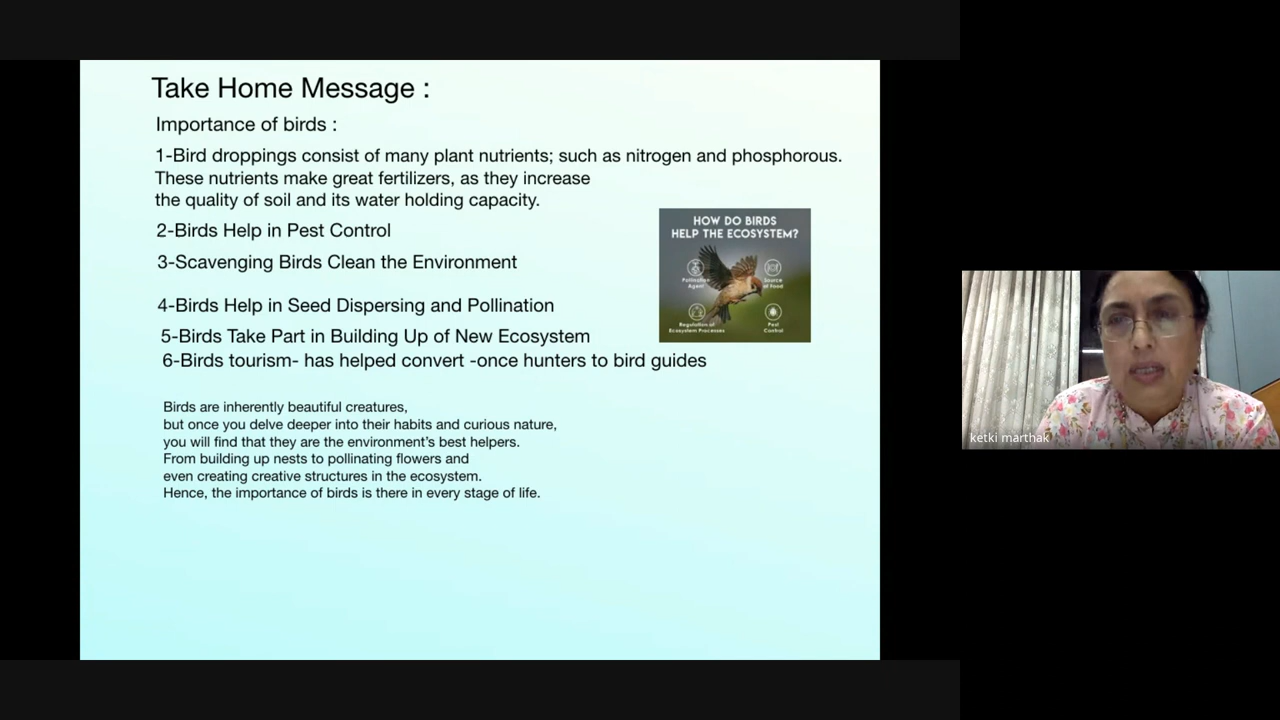 Take Home Message :
Importance of birds :
1-Bird droppings consist of many plant nutrients; such as nitrogen and phosphorous.
These nutrients make great fertilizers, as they increase
the quality of soil and its water holding capacity.
2-Birds Help in Pest Control
3-Scavenging Birds Clean the Environment
4-Birds Help in Seed Dispersing and Pollination
5-Birds Take Part in Building Up of New Ecosystem
6-Birds tourism- has helped convert -once hunters to bird guides
HOW DO BIRDS
HELP THE ECOSYSTEM?
Pollination
Agent
Source
of Food
Regulation of
Ecosystem Processes
Pest
Control
Birds are inherently beautiful creatures,
but once you delve deeper into their habits and curious nature,
you will find that they are the environment’s best helpers.
From building up nests to pollinating flowers and
even creating creative structures in the ecosystem.
Hence, the importance of birds is there in every stage of life.
ketki marthak